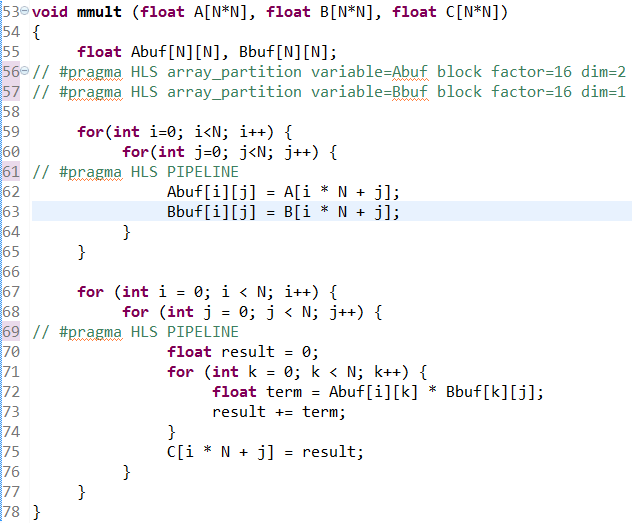 53 void mmult (float A[N*N], float B[N*N], float C[N*N])
54 {
55 float Abuf[N][N], Bbuf[N][N];
56 // #pragma HLS array_partition variable=Abuf block factor=16 dim=2
57 // #pragma HLS array_partition variable=Bbuf block factor=16 dim=1
58
59 for(int i=0; i<N; i++) {
60 for(int j=0; j<N; j++) {
61 // #pragma HLS PIPELINE
62 Abuf[i][j] = A[i * N + j];
63 Bbuf[i][j] = B[i * N + j];
64 }
65 }
66
67 for (int i = 0; i < N; i++) {
68 for (int j = 0; j < N; j++) {
69 // #pragma HLS PIPELINE
70 float result = 0;
71 for (int k = 0; k < N; k++) {
72 float term = Abuf[i][k] * Bbuf[k][j];
73 result += term;
74 }
75 C[i * N + j] = result;
76 }
77 }
78 }